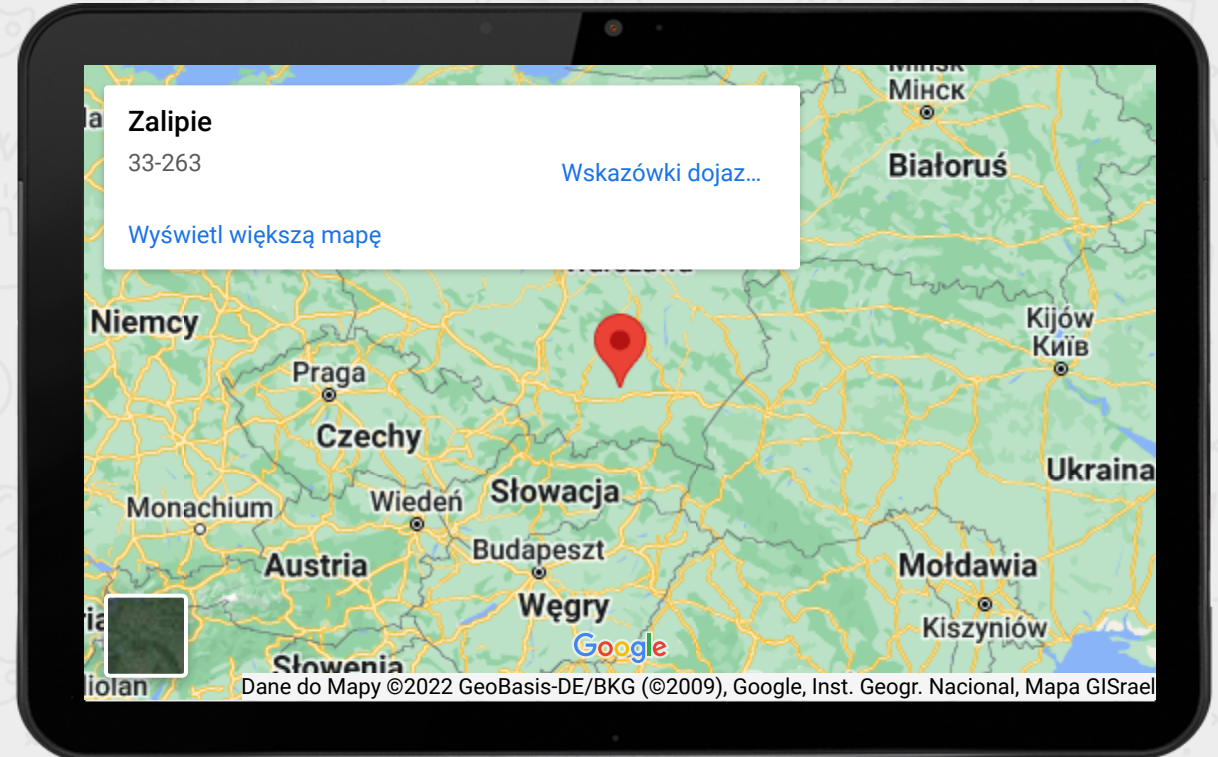 Zalipie
33-263
Wskazówki dojaz...
Wyświetl większą mapę
Мінск
Białoruś
Warszawa
Niemcy
Kijów
Київ
Praga
Czechy
Ukraina
Słowacja
Monachium
Wiedeń
Budapeszt
Austria
Mołdawia
Węgry
Kiszyniów
Google
Słowenia
Dane do Mapy ©2022 GeoBasis-DE/BKG (©2009), Google, Inst. Geogr. Nacional, Mapa GISrael